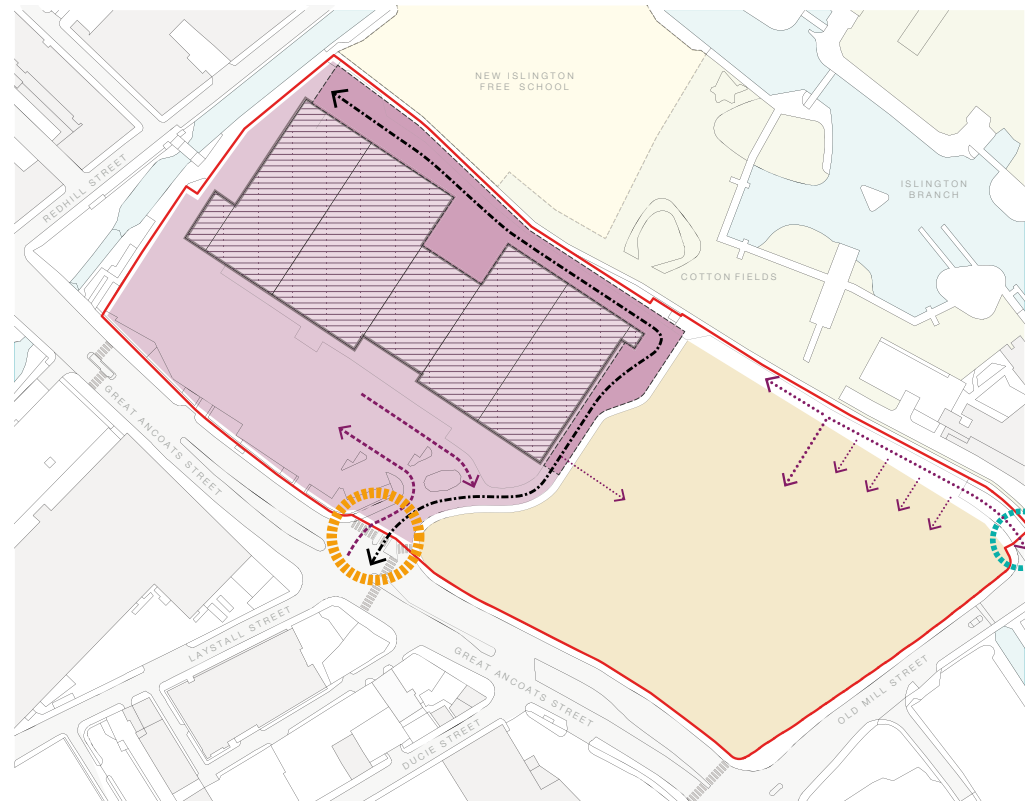 NEW ISLINGTON
FREE SCHOOL
REDHILL STREET
ISLINGTON
BRANCH
COTTON FIELDS
GREAT ANCOATS STREET
LAYSTALL STREET
GREAT ANCOATS STREET
OLD MILL STREET
DUCIE STREET